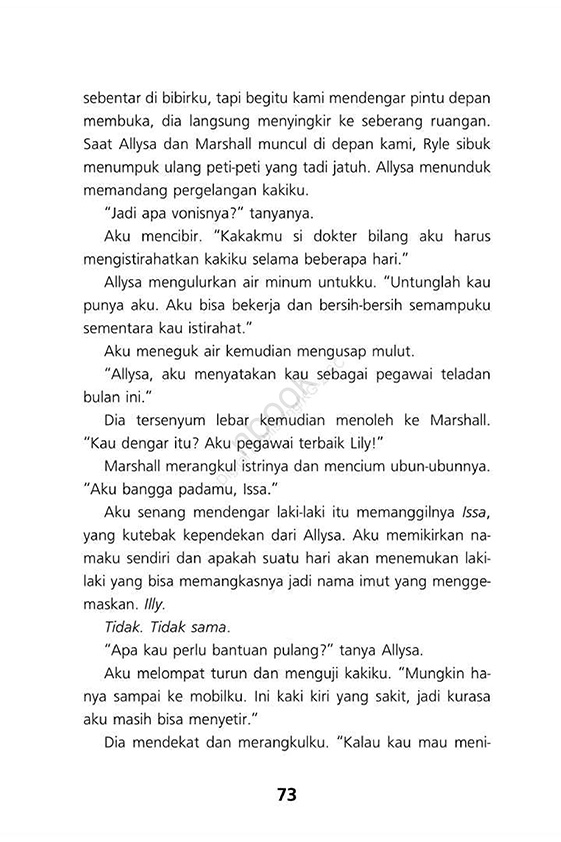 sebentar di bibirku, tapi begitu kami mendengar pintu depan
membuka, dia langsung menyingkir ke seberang ruangan.
Saat Allysa dan Marshall muncul di depan kami, Ryle sibuk
menumpuk ulang peti-peti yang tadi jatuh. Allysa menunduk
memandang pergelangan kakiku.
“Jadi apa vonisnya?” tanyanya.
Aku mencibir. “Kakakmu si dokter bilang aku harus
mengistirahatkan kakiku selama beberapa hari.”
Allysa mengulurkan air minum untukku. “Untunglah kau
punya aku. Aku bisa bekerja dan bersih-bersih semampuku
sementara kau istirahat.”
Aku meneguk air kemudian mengusap mulut.
“Allysa, aku menyatakan kau sebagai pegawai teladan
bulan ini.”
Dia tersenyum lebar kemudian menoleh ke Marshall.
“Kau dengar itu? Aku pegawai terbaik Lily!”
Marshall merangkul istrinya dan mencium ubun-ubunnya.
“Aku bangga padamu, Issa.”
Aku senang mendengar laki-laki itu memanggilnya Issa,
yang kutebak kependekan dari Allysa. Aku memikirkan na-
maku sendiri dan apakah suatu hari akan menemukan laki-
laki yang bisa memangkasnya jadi nama imut yang mengge-
maskan. Illy.
Tidak. Tidak sama.
“Apa kau perlu bantuan pulang?” tanya Allysa.
Aku melompat turun dan menguji kakiku. “Mungkin ha-
nya sampai ke mobilku. Ini kaki kiri yang sakit, jadi kurasa
aku masih bisa menyetir.”
Dia mendekat dan merangkulku. “Kalau kau mau meni-
73